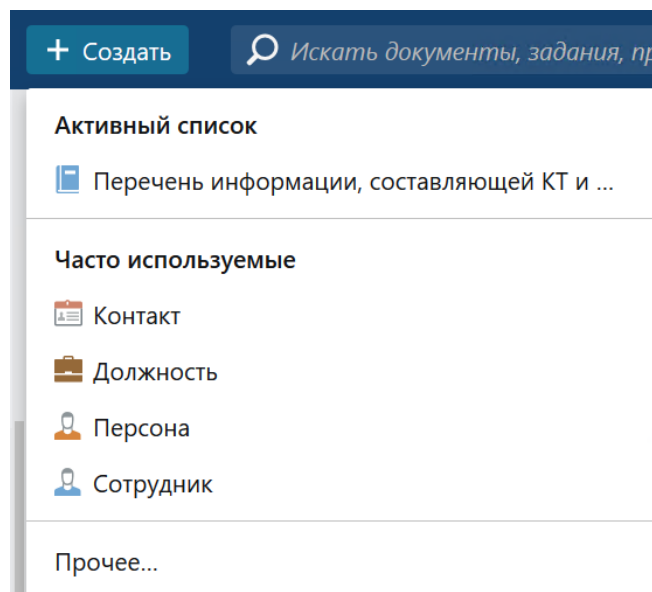 + Создать
Искать документы, задания, пр
Активный список
Перечень информации, составляющей КТ и ...
Часто используемые
Контакт
Должность
Персона
Сотрудник
Прочее...